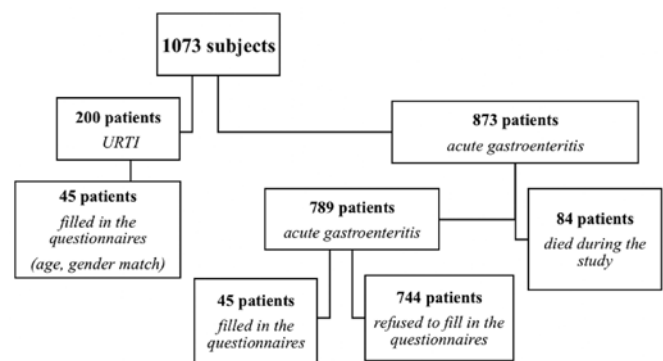 1073 subjects
200 patients
URTI
873 patients
acute gastroenteritis
45 patients
filled in the
questionnaires
(age, gender match)
789 patients
acute gastroenteritis
84 patients
died during the
study
45 patients
filled in the
questionnaires
744 patients
refused to fill in the
questionnaires